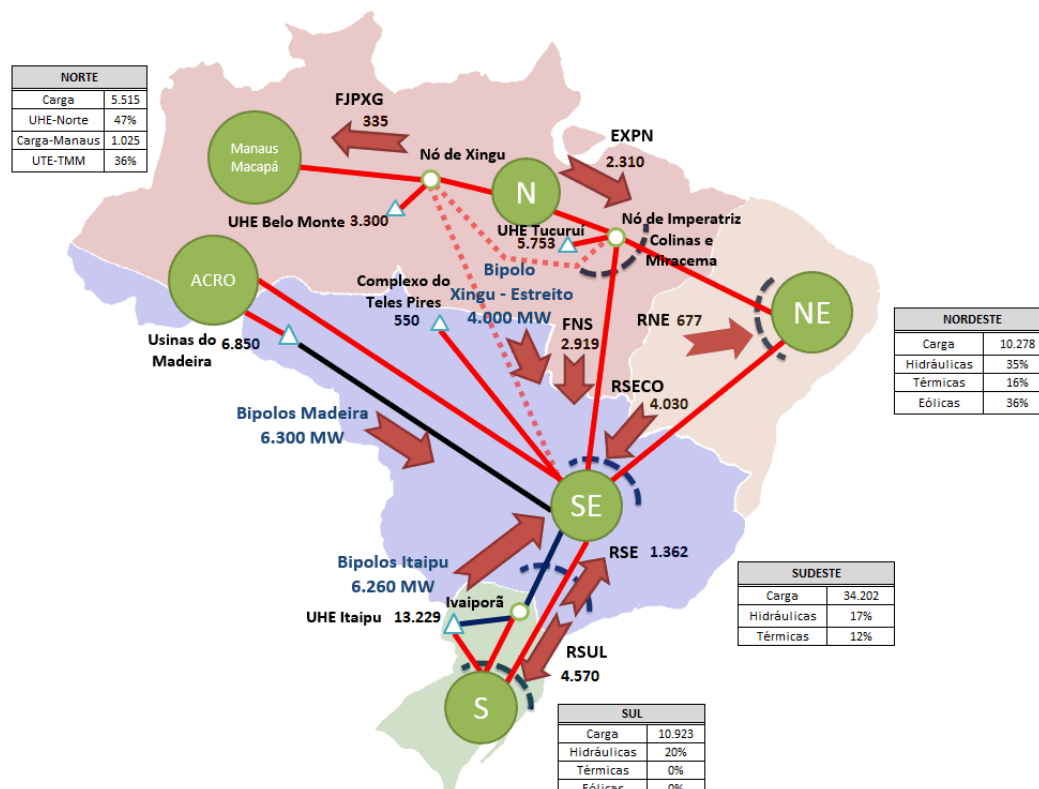 NORTE
Carga 5.515
UHE-Norte 47%
Carga-Manaus 1.025
UTE-TMM 36%
FJPXG
335
EXPN
2.310
Manaus
Macapá
Nó de Xingu
N
UHE Belo Monte 3.300
UHE Tucuruí
5.753
Nó de Imperatriz
Colinas e
Miracema
ACRO
Complexo do
Teles Pires
550
Bipolo
Xingu - Estreito
4.000 MW
FNS
2.919
RNE 677
NE
Usinas do
Madeira
6.850
NORDESTE
Carga 10.278
Hidráulicas 35%
Térmicas 16%
Eólicas 36%
RSECO
4.030
Bipolos Madeira
6.300 MW
SE
Bipolos Itaipu
6.260 MW
RSE 1.362
Ivaiporã
UHE Itaipu 13.229
SUDESTE
Carga 34.202
Hidráulicas 17%
Térmicas 12%
RSUL
4.570
S
SUL
Carga 10.923
Hidráulicas 20%
Térmicas 0%
Eólicas 0%